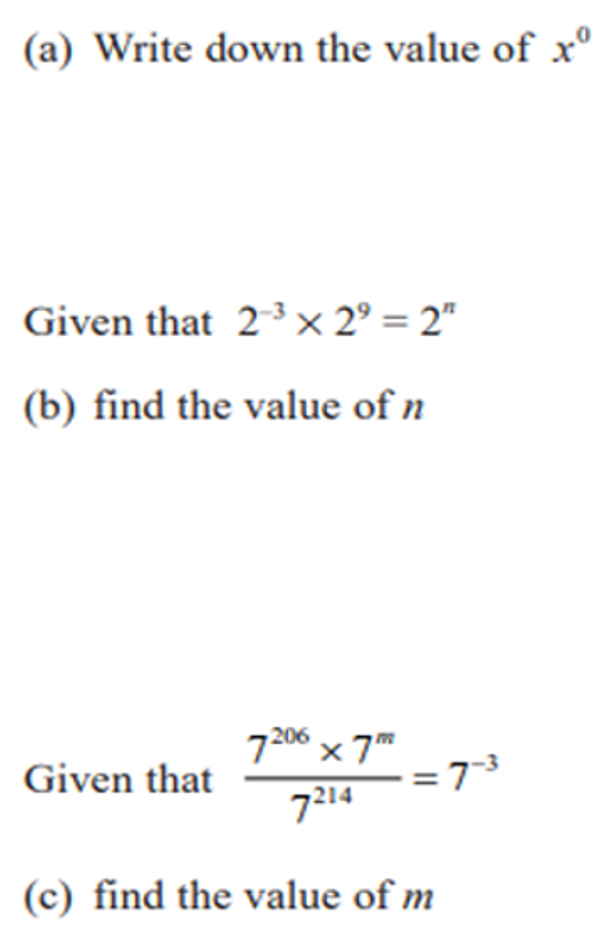 (a) Write down the value of x⁰
Given that 2⁻³ × 2⁹ = 2ⁿ
(b) find the value of n
Given that (7²⁰⁶ × 7ᵐ) / 7²¹⁴ = 7⁻³
(c) find the value of m